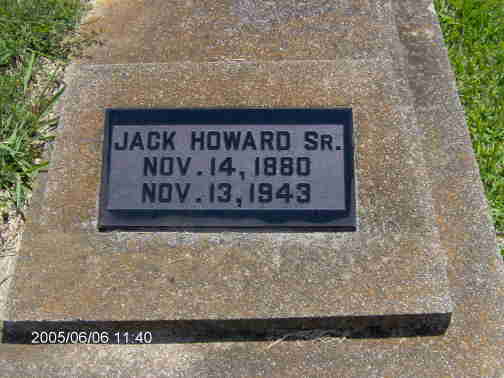 JACK HOWARD SR.
NOV. 14, 1880
NOV. 13, 1943
2005/06/06 11:40